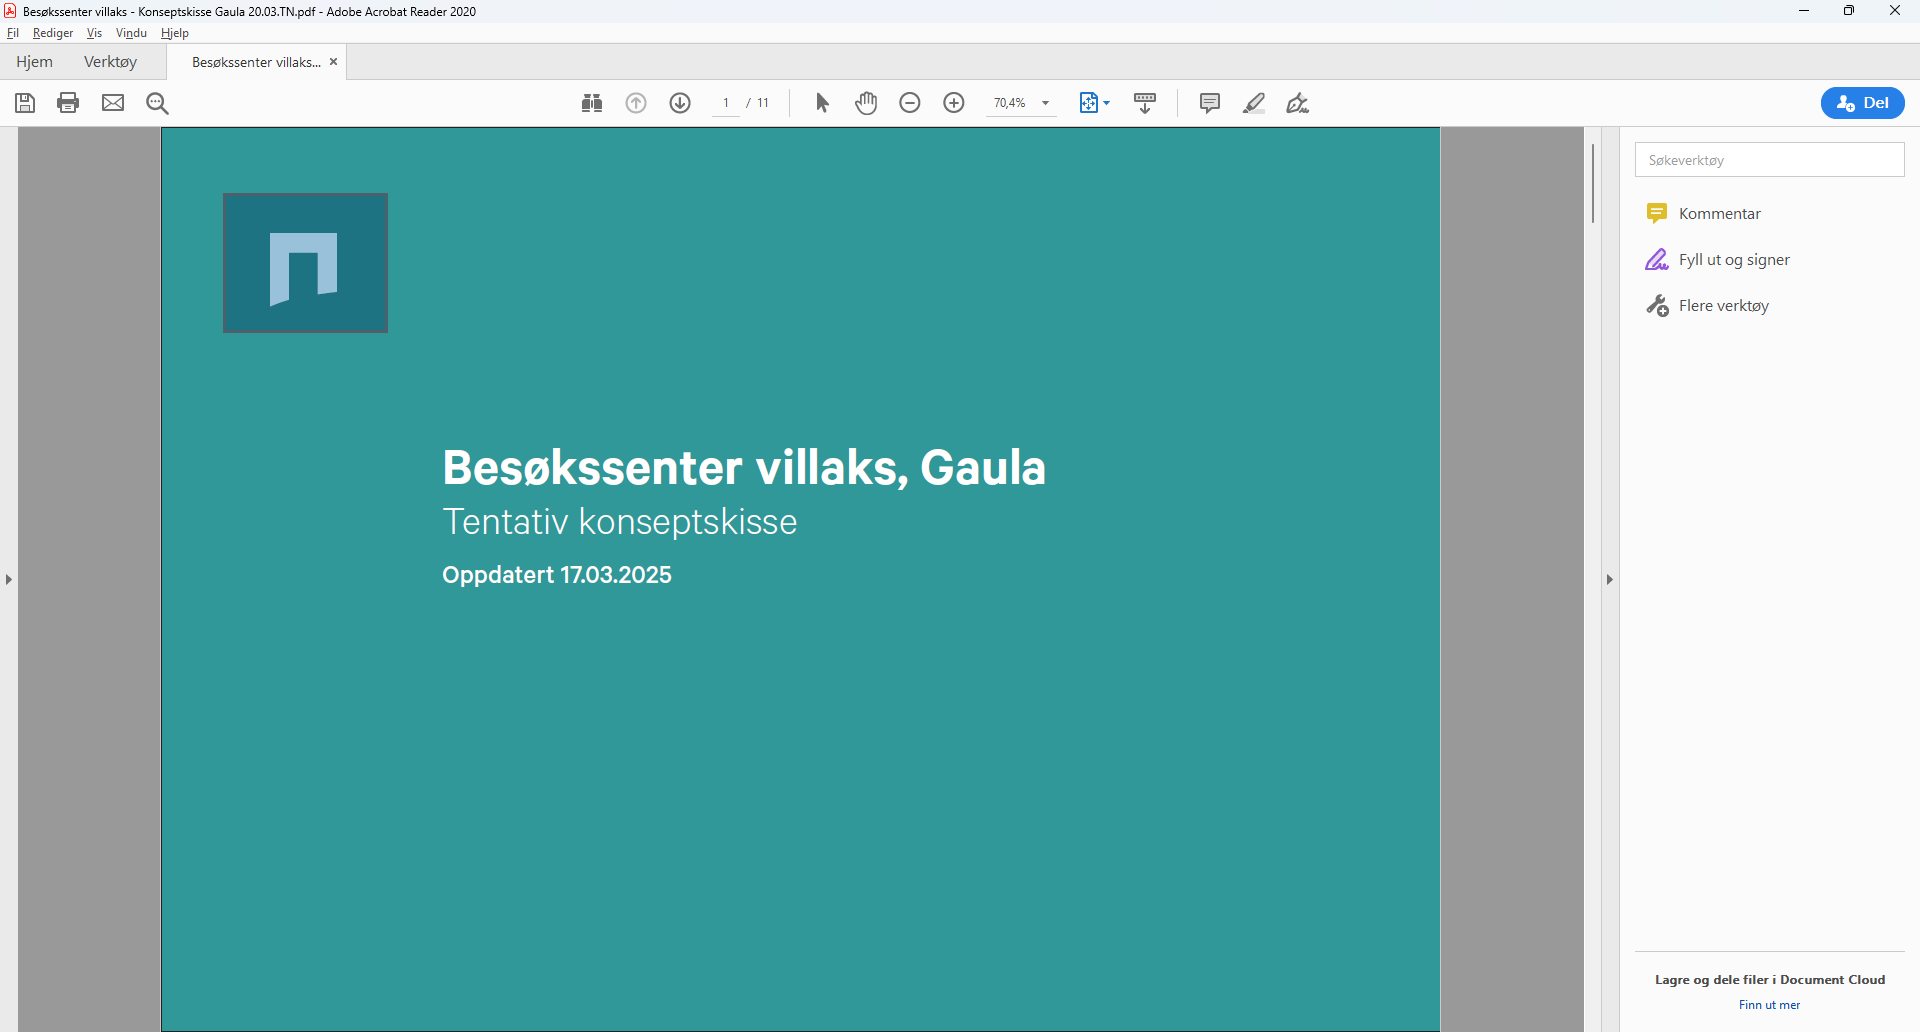 Besøkssenter villaks - Konseptskisse Gaula 20.03.TN.pdf - Adobe Acrobat Reader 2020
Fil Rediger Vis Vindu Hjelp
Hjem Verktøy Besøkssenter villaks... ×
1 / 11 70,4% Del
Søkeverktøy
Kommentar
Fyll ut og signer
Flere verktøy
Besøkssenter villaks, Gaula
Tentativ konseptskisse
Oppdatert 17.03.2025
Lagre og dele filer i Document Cloud
Finn ut mer